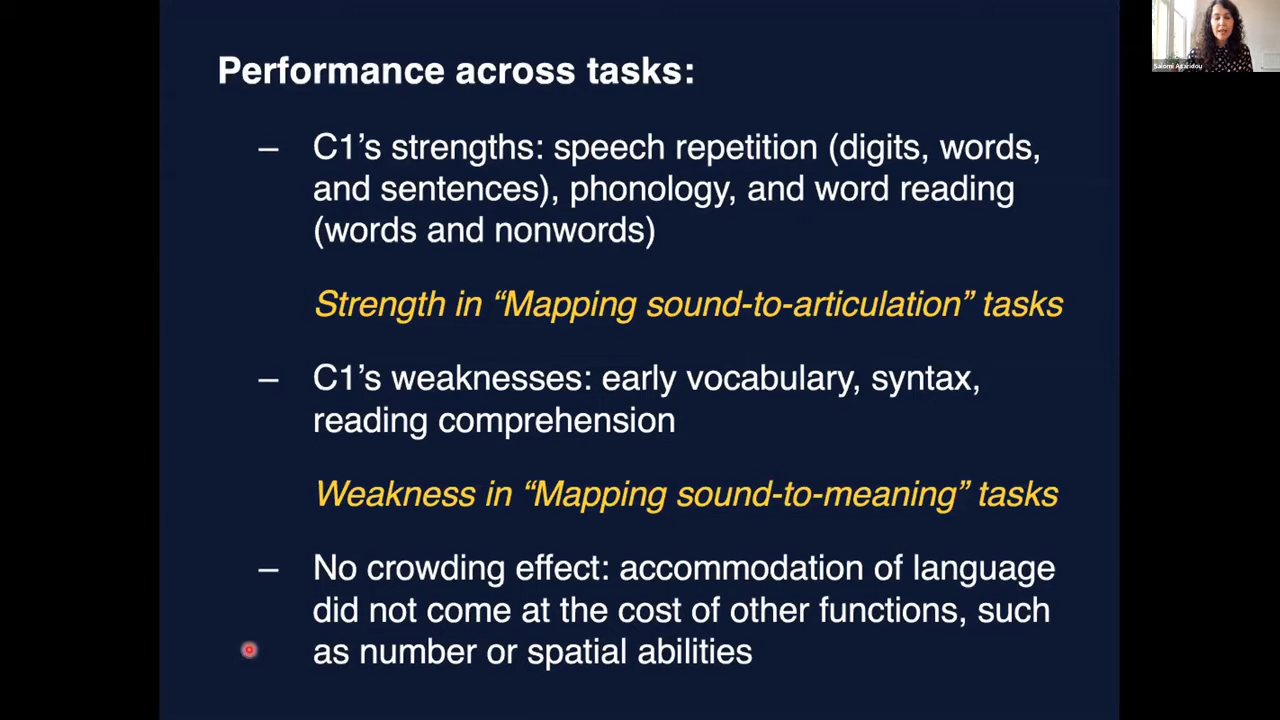 Performance across tasks:
– C1’s strengths: speech repetition (digits, words,
and sentences), phonology, and word reading
(words and nonwords)
Strength in “Mapping sound-to-articulation” tasks
– C1’s weaknesses: early vocabulary, syntax,
reading comprehension
Weakness in “Mapping sound-to-meaning” tasks
– No crowding effect: accommodation of language
did not come at the cost of other functions, such
as number or spatial abilities
Salomi Asaridou